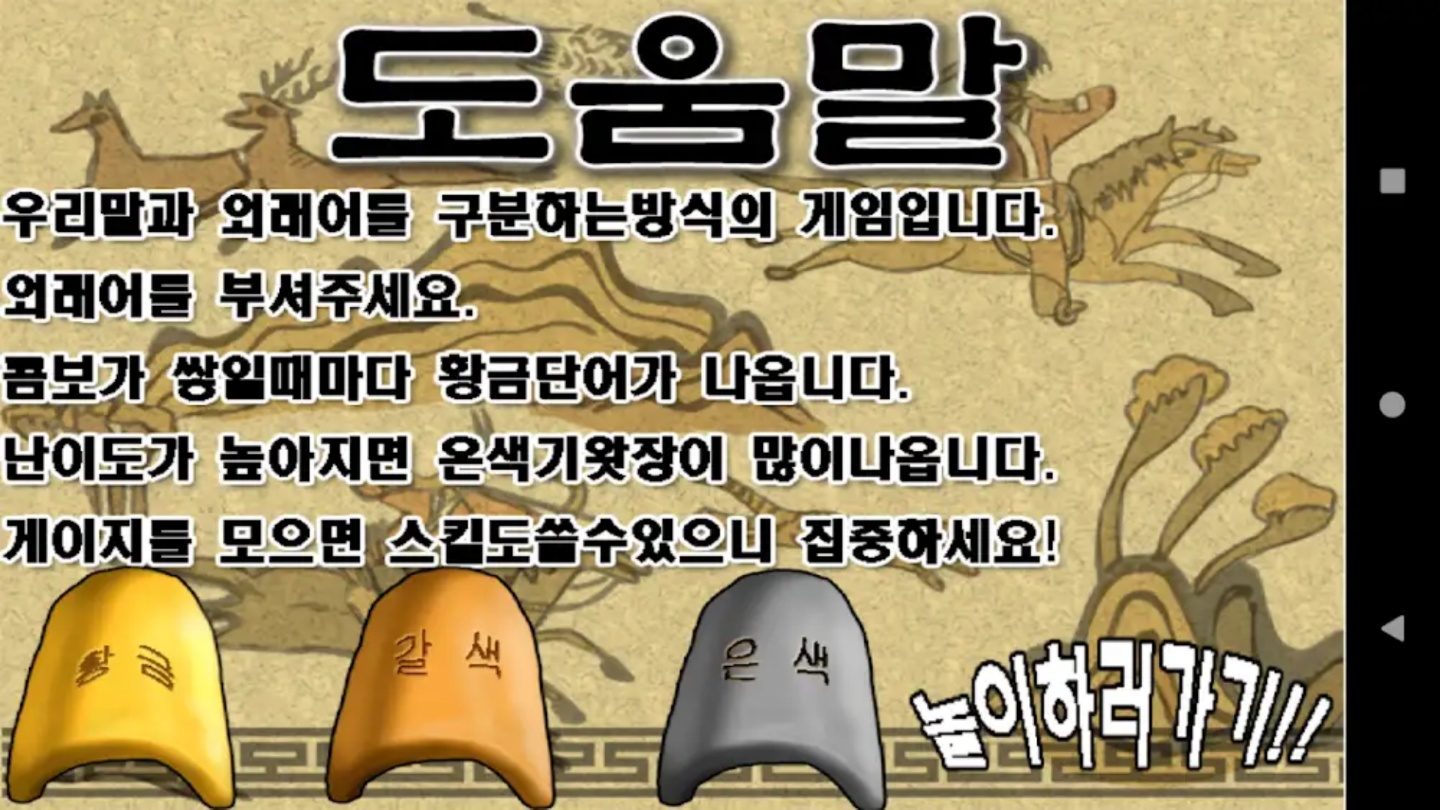 도움말
우리말과 외래어들 구분하는방식의 게임입니다.
외래어들 부셔주세요.
콤보가 쌓일때마다 황금단어가 나옵니다.
난이도가 높아지면 은색기왓장이 많이나옵니다.
게이지들 모으면 스킬도쓸수있으니 집중하세요!
황금
갈색
은색
놀이하러가기!!